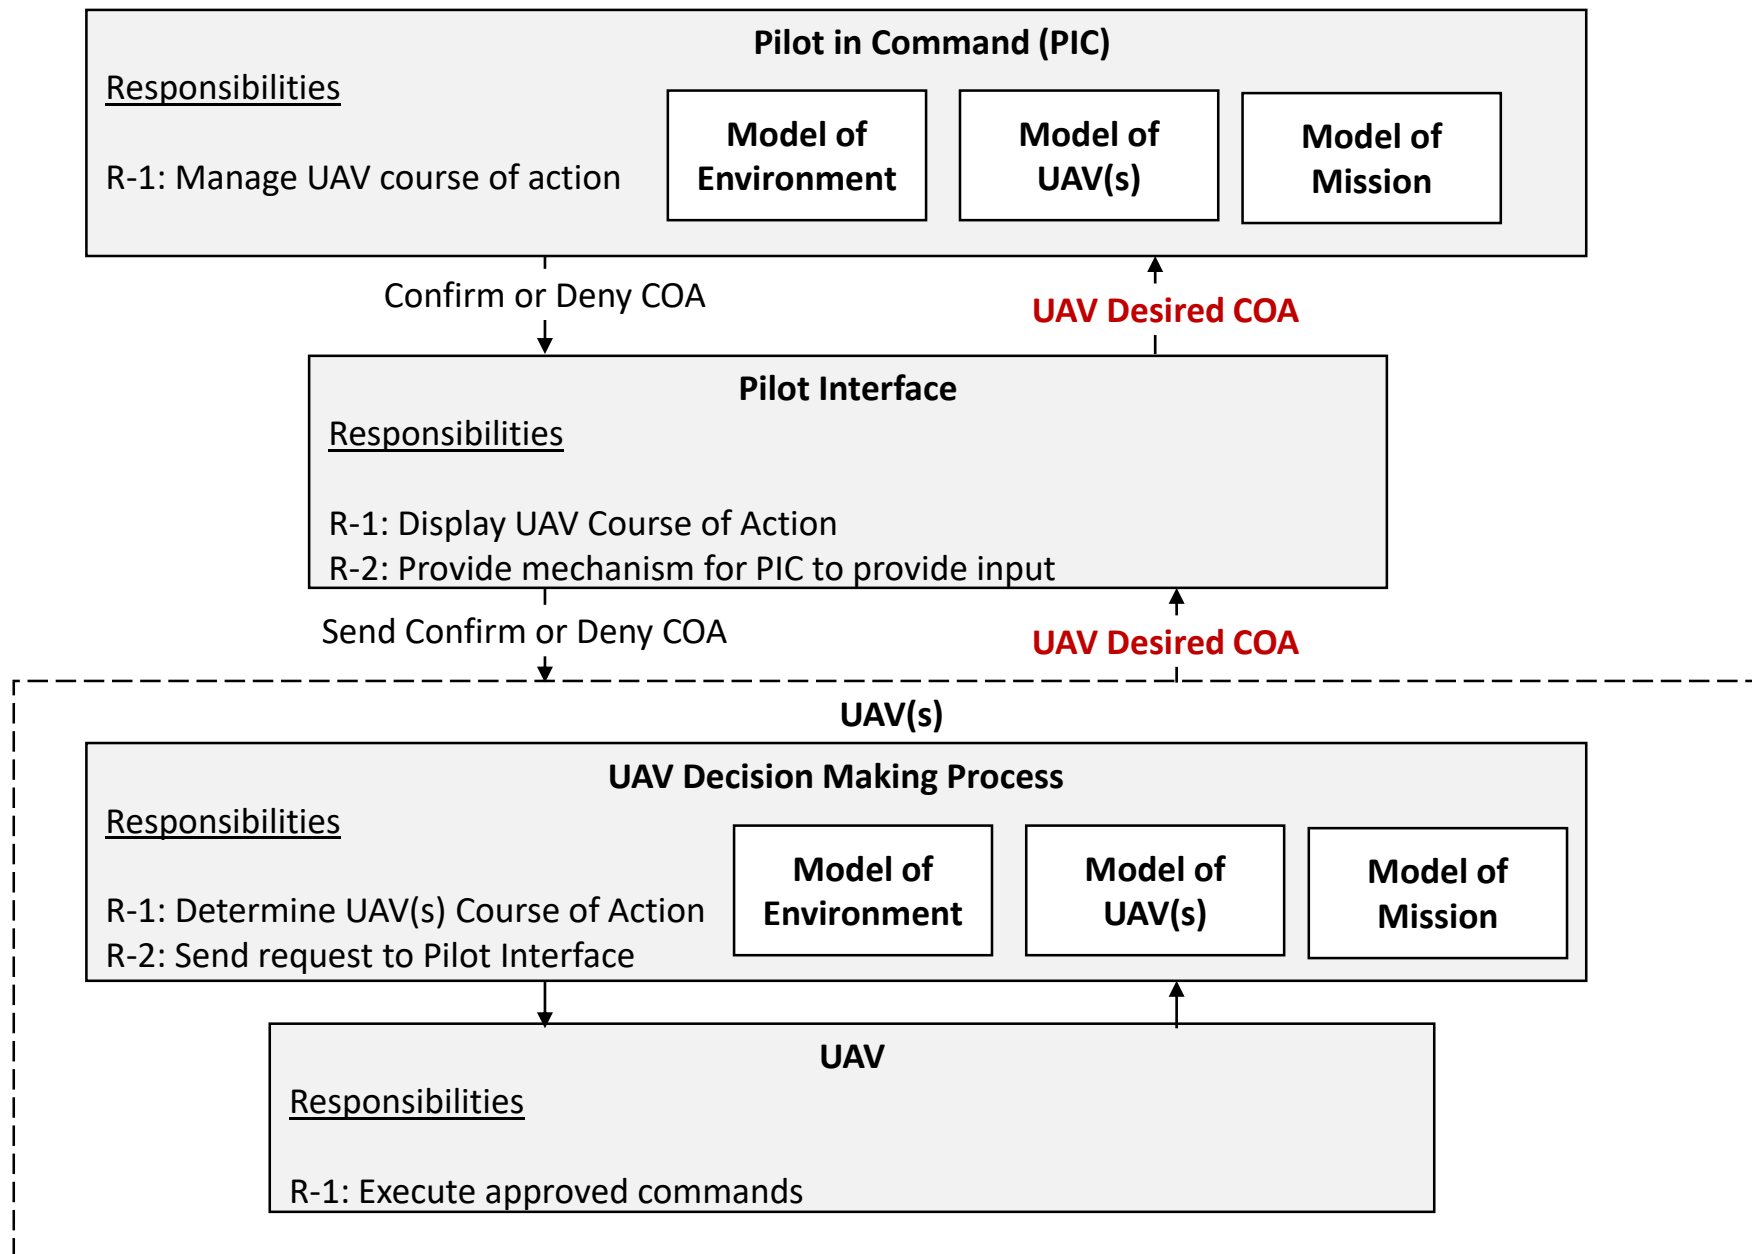 Pilot in Command (PIC)
Responsibilities
R-1: Manage UAV course of action
Model of
Environment
Model of
UAV(s)
Model of
Mission
Confirm or Deny COA
UAV Desired COA
Pilot Interface
Responsibilities
R-1: Display UAV Course of Action
R-2: Provide mechanism for PIC to provide input
Send Confirm or Deny COA
UAV Desired COA
UAV(s)
UAV Decision Making Process
Responsibilities
R-1: Determine UAV(s) Course of Action
R-2: Send request to Pilot Interface
Model of
Environment
Model of
UAV(s)
Model of
Mission
UAV
Responsibilities
R-1: Execute approved commands